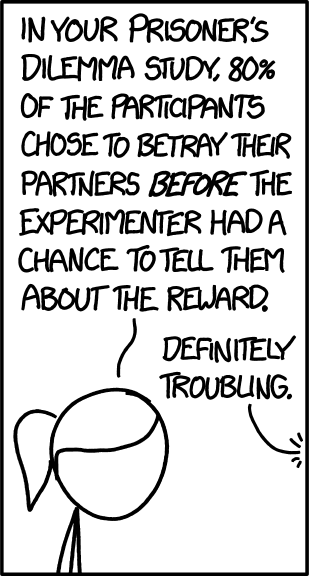 IN YOUR PRISONER'S
DILEMMA STUDY, 80%
OF THE PARTICIPANTS
CHOSE TO BETRAY THEIR
PARTNERS BEFORE THE
EXPERIMENTER HAD A
CHANCE TO TELL THEM
ABOUT THE REWARD.
DEFINITELY
TROUBLING.